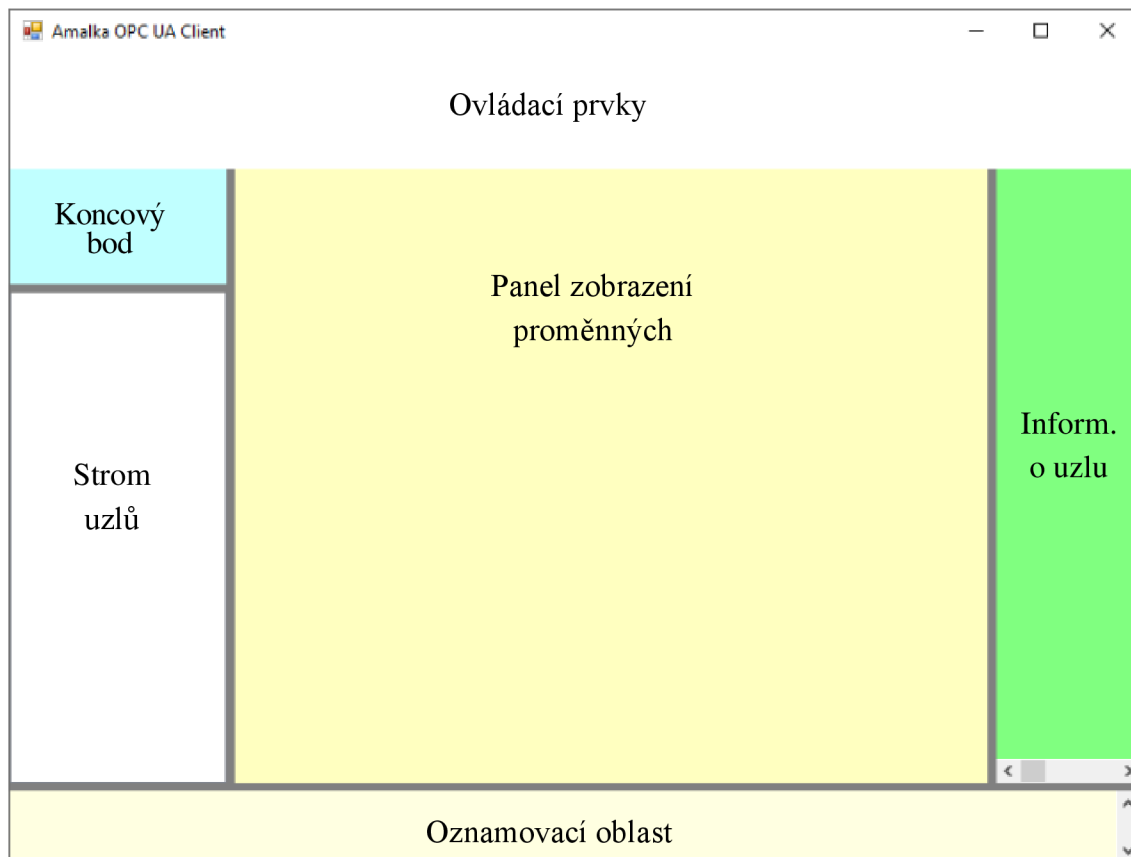 Amalka OPC UA Client
Ovládací prvky
Koncový
bod
Panel zobrazení
proměnných
Strom
uzlů
Inform.
o uzlu
Oznamovací oblast